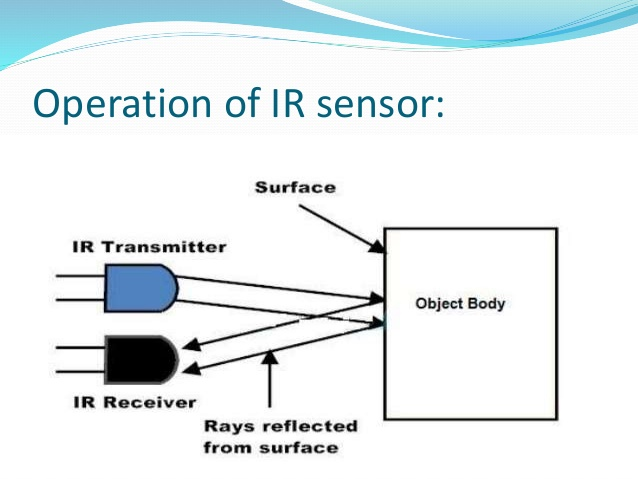 Operation of IR sensor:
Surface
IR Transmitter
Object Body
IR Receiver
Rays reflected
from surface